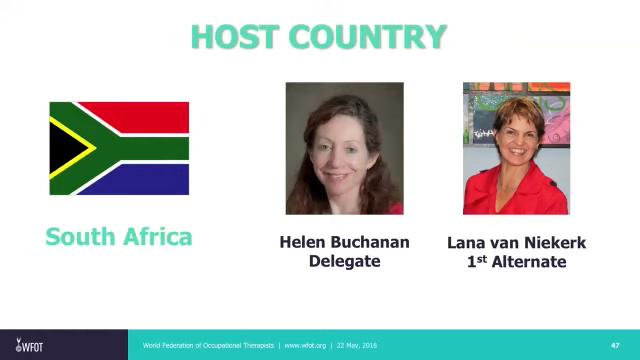 HOST COUNTRY
South Africa
Helen Buchanan
Delegate
Lana van Niekerk
1st Alternate
WFOT
World Federation of Occupational Therapists | www.wfot.org | 22 May, 2018
47